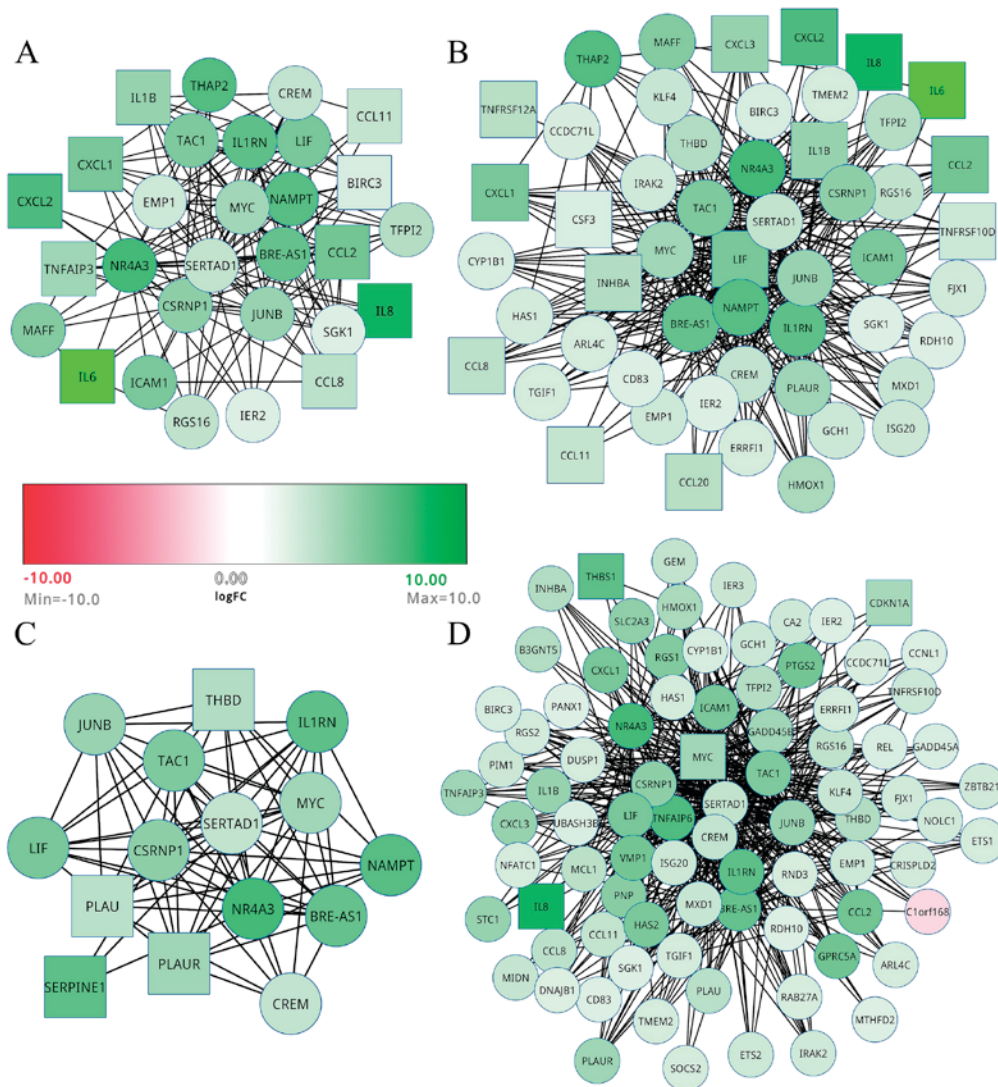 A
THAP2
CREM
IL1B
CCL11
TAC1
IL1RN
LIF
CXCL1
BIRC3
EMP1
CXCL2
MYC
NAMPT
TFPI2
TNFAIP3
NR4A3
SERTAD1
BRE-AS1
CCL2
CSRNP1
JUNB
IL8
MAFF
SGK1
IL6
ICAM1
CCL8
RGS16
IER2
B
MAFF
CXCL3
CXCL2
THAP2
IL8
TNFRSF12A
KLF4
TMEM2
IL6
BIRC3
CCDC71L
TFPI2
THBD
IL1B
CCL2
NR4A3
IRAK2
CXCL1
CSRNP1
RGS16
TAC1
CSF3
SERTAD1
TNFRSF10D
MYC
CYP1B1
LIF
ICAM1
INHBA
JUNB
FJX1
HAS1
NAMPT
BRE-AS1
IL1RN
SGK1
RDH10
ARL4C
CCL8
CREM
CD83
PLAUR
MXD1
TGIF1
EMP1
IER2
GCH1
ISG20
ERRFI1
CCL11
CCL20
HMOX1
-10.00
0.00
10.00
Min=-10.0
logFC
Max=10.0
C
THBD
JUNB
IL1RN
TAC1
MYC
SERTAD1
LIF
CSRNP1
NAMPT
PLAU
NR4A3
BRE-AS1
PLAUR
SERPINE1
CREM
D
GEM
THBS1
INHBA
IER3
HMOX1
CDKN1A
SLC2A3
CA2
IER2
B3GNT5
GCH1
CYP1B1
RGS1
CXCL1
PTGS2
CCDC71L
CCNL1
TFPI2
HAS1
PANX1
ICAM1
TNFRSF10D
BIRC3
ERRFI1
NR4A3
RGS2
GADD45B
RGS16
REL
GADD45A
MYC
DUSP1
PIM1
TAC1
CSRNP1
KLF4
ZBTB21
TNFAIP3
IL1B
SERTAD1
FJX1
LIF
TNFAIP6
THBD
NOLC1
CXCL3
UBASH3B
JUNB
CREM
ETS1
NFATC1
VMP1
ISG20
EMP1
CRISPLD2
MCL1
IL1RN
RND3
PNP
MXD1
BRE-AS1
STC1
IL8
CCL2
C1orf168
HAS2
RDH10
CCL11
CCL8
TGIF1
GPRC5A
SGK1
ARL4C
MIDN
DNAJB1
CD83
PLAU
RAB27A
MTHFD2
TMEM2
PLAUR
SOCS2
ETS2
IRAK2